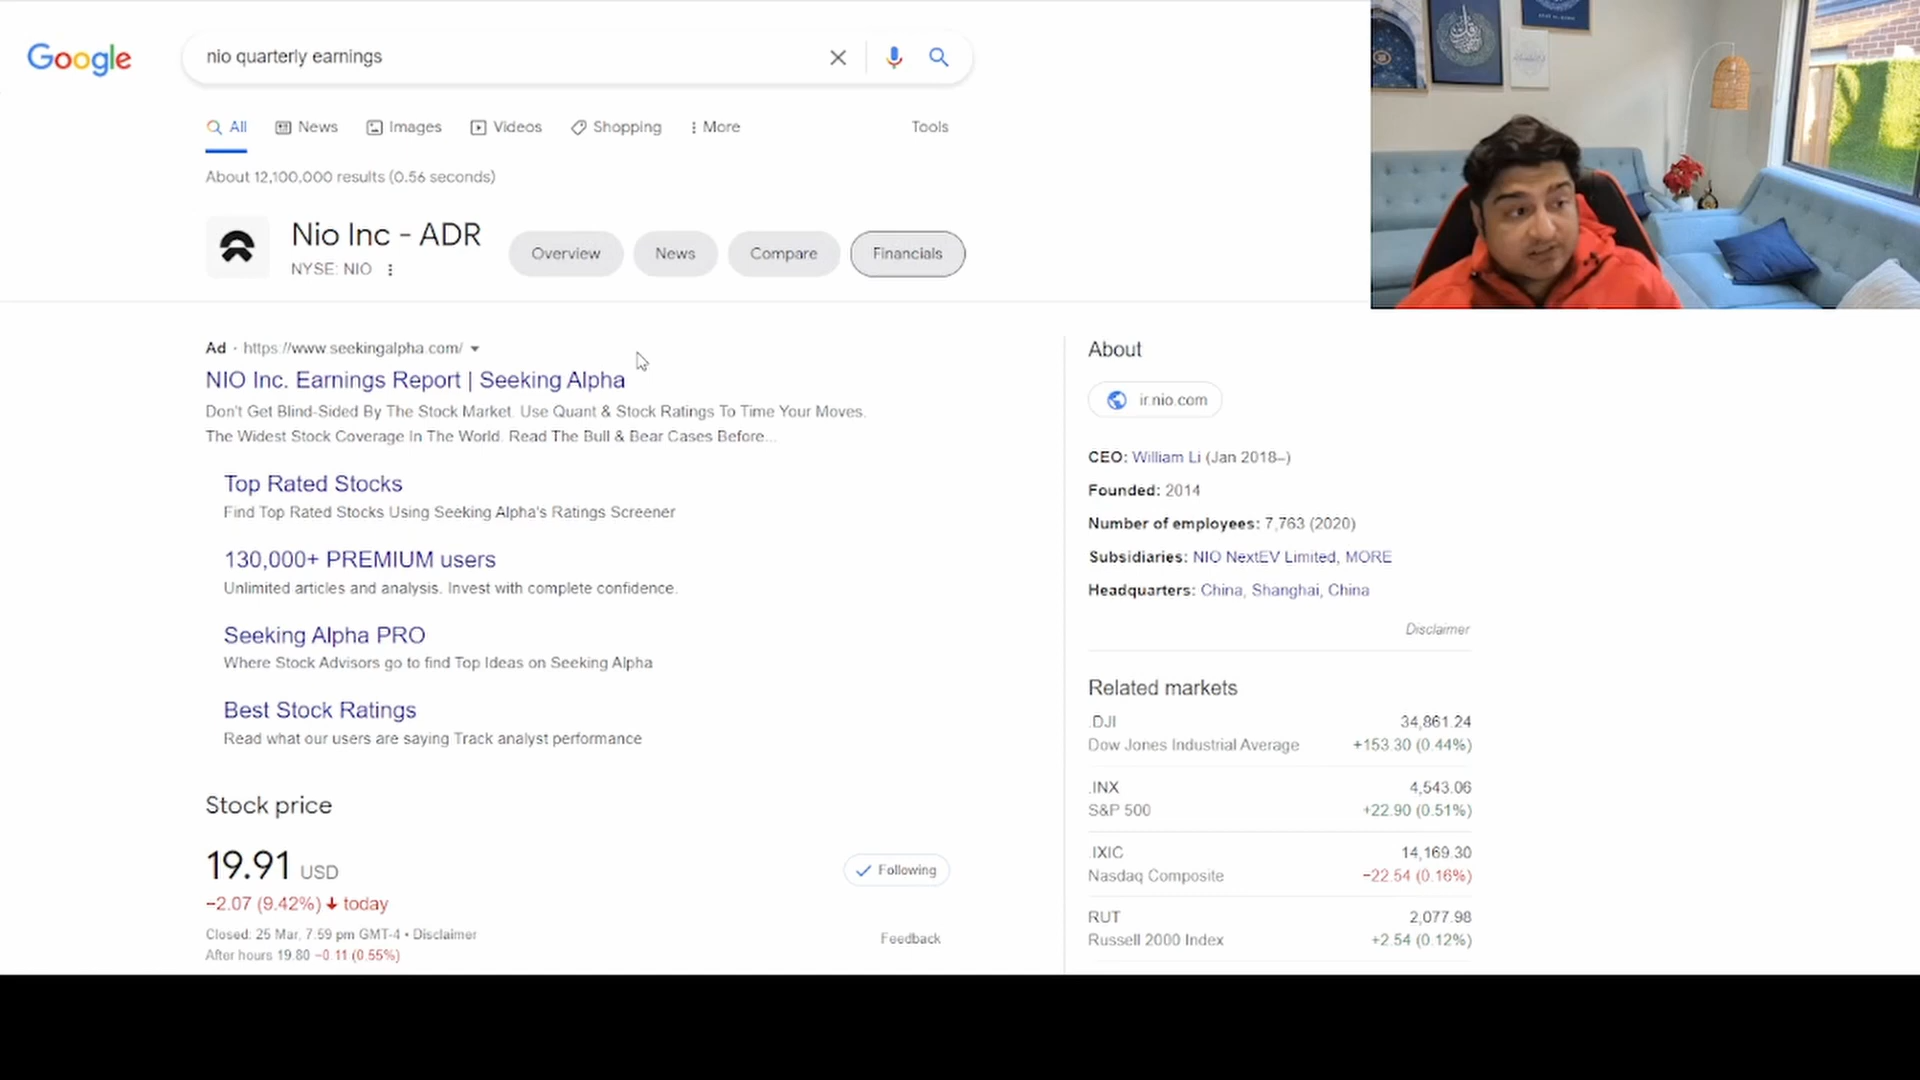 Google
nio quarterly earnings
All
News
Images
Videos
Shopping
More
Tools
About 12,100,000 results (0.56 seconds)
Nio Inc - ADR
NYSE: NIO
Overview
News
Compare
Financials
Ad · https://www.seekingalpha.com/
NIO Inc. Earnings Report | Seeking Alpha
Don't Get Blind-Sided By The Stock Market. Use Quant & Stock Ratings To Time Your Moves.
The Widest Stock Coverage In The World. Read The Bull & Bear Cases Before...
Top Rated Stocks
Find Top Rated Stocks Using Seeking Alpha's Ratings Screener
130,000+ PREMIUM users
Unlimited articles and analysis. Invest with complete confidence.
Seeking Alpha PRO
Where Stock Advisors go to find Top Ideas on Seeking Alpha
Best Stock Ratings
Read what our users are saying Track analyst performance
Stock price
19.91 USD
Following
−2.07 (9.42%) today
Closed: 25 Mar, 7:59 pm GMT-4 • Disclaimer
After hours 19.80 −0.11 (0.55%)
Feedback
About
ir.nio.com
CEO: William Li (Jan 2018–)
Founded: 2014
Number of employees: 7,763 (2020)
Subsidiaries: NIO NextEV Limited, MORE
Headquarters: China, Shanghai, China
Disclaimer
Related markets
.DJI 34,861.24
Dow Jones Industrial Average +153.30 (0.44%)
.INX 4,543.06
S&P 500 +22.90 (0.51%)
.IXIC 14,169.30
Nasdaq Composite −22.54 (0.16%)
RUT 2,077.98
Russell 2000 Index +2.54 (0.12%)